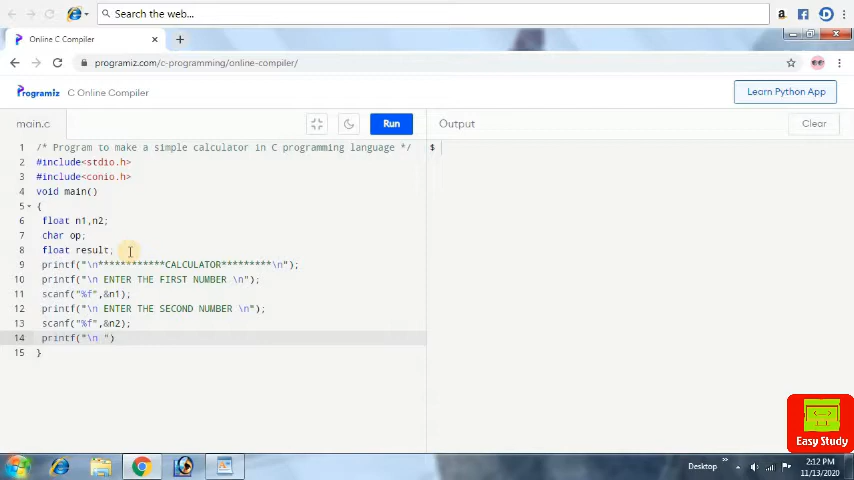 Search the web...
Online C Compiler
programiz.com/c-programming/online-compiler/
Programiz
C Online Compiler
Learn Python App
main.c
Run
Output
Clear
1 /* Program to make a simple calculator in C programming language */
2 #include<stdio.h>
3 #include<conio.h>
4 void main()
5 {
6 float n1,n2;
7 char op;
8 float result;
9 printf("\n************CALCULATOR*********\n");
10 printf("\n ENTER THE FIRST NUMBER \n");
11 scanf("%f",&n1);
12 printf("\n ENTER THE SECOND NUMBER \n");
13 scanf("%f",&n2);
14 printf("\n ")
15 }
$
Easy Study
Desktop
2:12 PM
11/13/2020